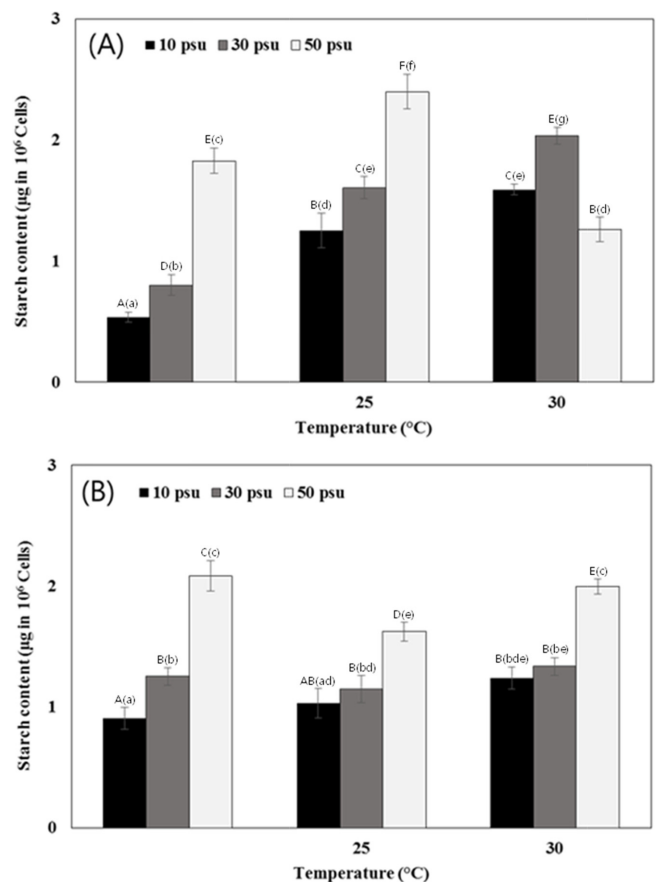 3
(A)
10 psu 30 psu 50 psu
F(f)
E(c)
E(g)
2
C(e)
C(e)
B(d)
B(d)
1
D(b)
A(a)
0
Starch content (µg in 10⁶ Cells)
25 30
Temperature (°C)
3
(B)
10 psu 30 psu 50 psu
C(c)
E(c)
2
D(e)
B(b)
AB(ad)
B(bd)
B(bde)
B(be)
A(a)
1
0
Starch content (µg in 10⁶ Cells)
25 30
Temperature (°C)